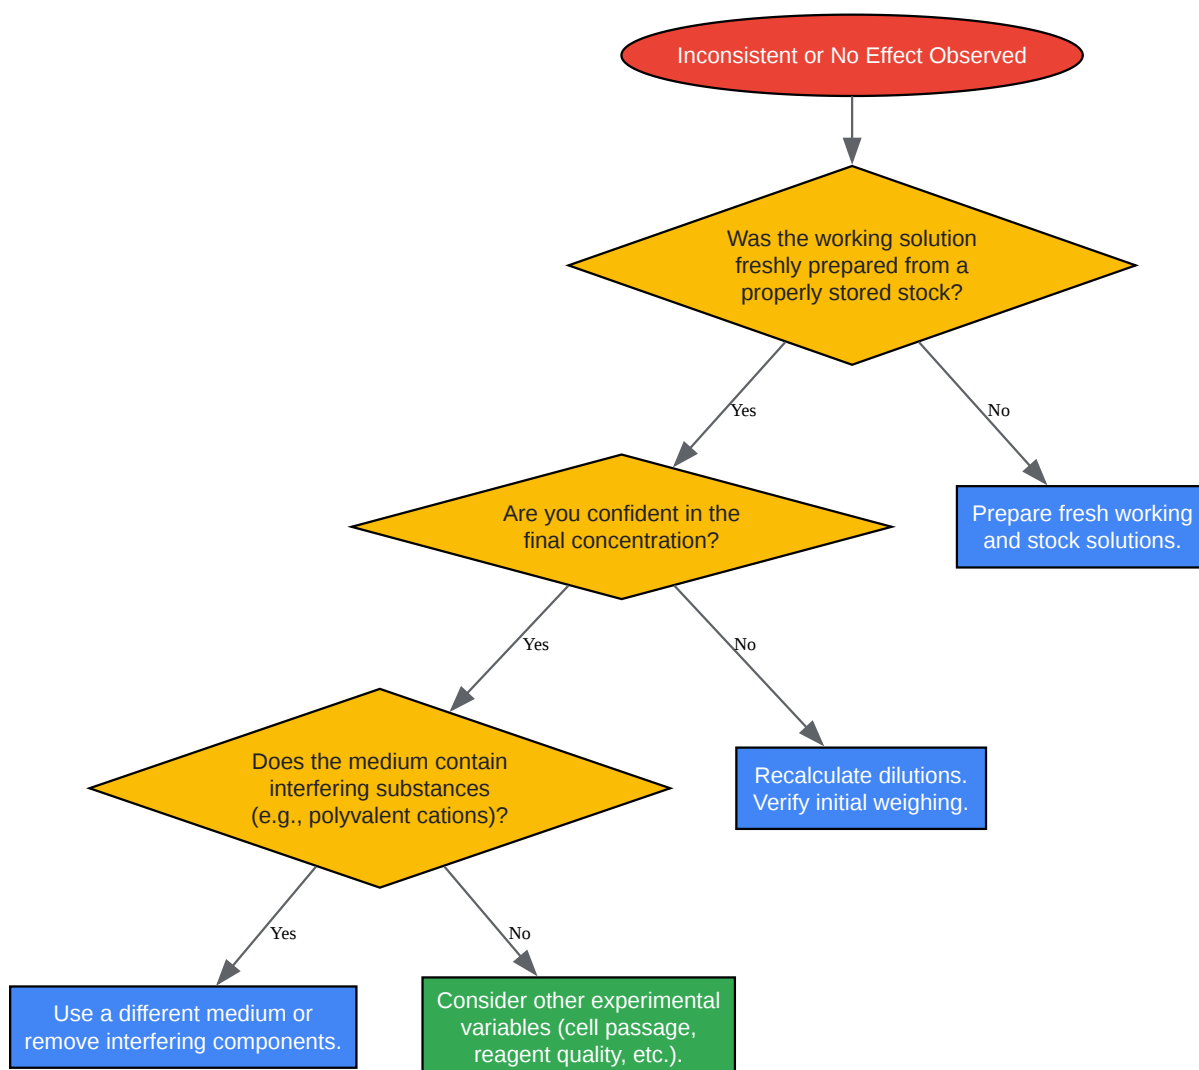 Inconsistent or No Effect Observed
Was the working solution
freshly prepared from a
properly stored stock?
Yes
No
Are you confident in the
final concentration?
Prepare fresh working
and stock solutions.
Yes
No
Does the medium contain
interfering substances
(e.g., polyvalent cations)?
Recalculate dilutions.
Verify initial weighing.
Yes
No
Use a different medium or
remove interfering components.
Consider other experimental
variables (cell passage,
reagent quality, etc.).